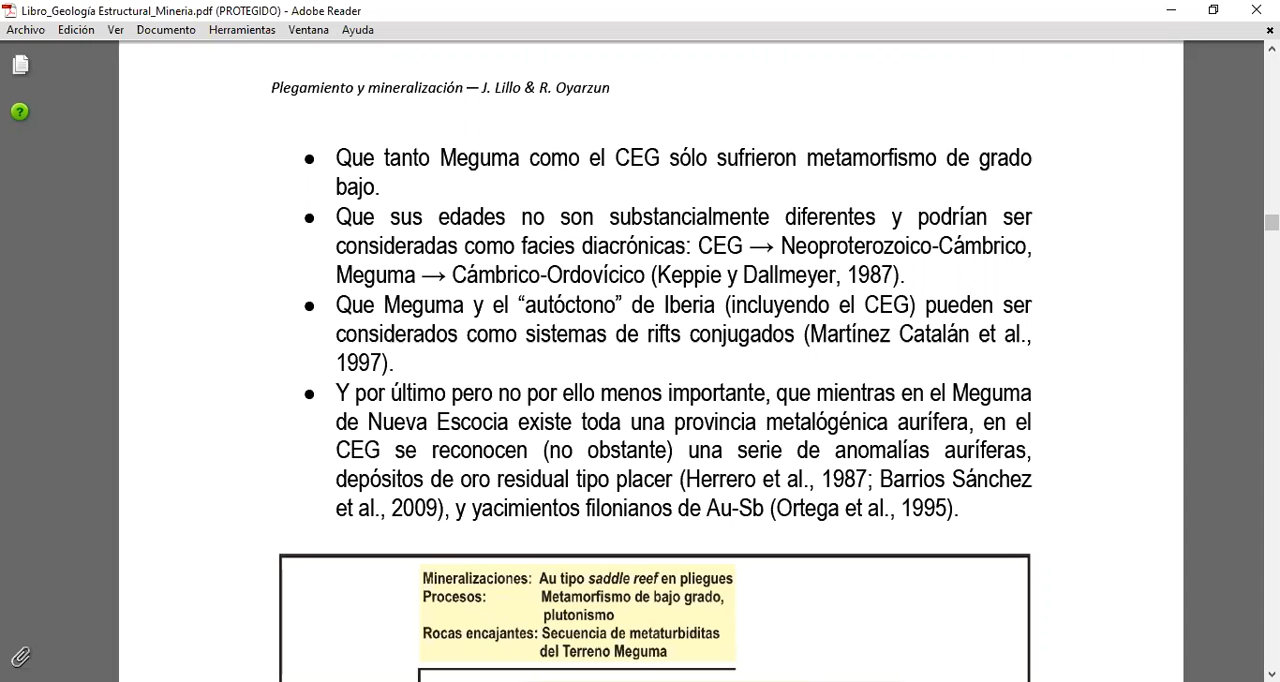 Libro_Geología Estructural_Mineria.pdf (PROTEGIDO) - Adobe Reader
Archivo Edición Ver Documento Herramientas Ventana Ayuda
Plegamiento y mineralización — J. Lillo & R. Oyarzun
● Que tanto Meguma como el CEG sólo sufrieron metamorfismo de grado
bajo.
● Que sus edades no son substancialmente diferentes y podrían ser
consideradas como facies diacrónicas: CEG → Neoproterozoico-Cámbrico,
Meguma → Cámbrico-Ordovícico (Keppie y Dallmeyer, 1987).
● Que Meguma y el “autóctono” de Iberia (incluyendo el CEG) pueden ser
considerados como sistemas de rifts conjugados (Martínez Catalán et al.,
1997).
● Y por último pero no por ello menos importante, que mientras en el Meguma
de Nueva Escocia existe toda una provincia metalógénica aurífera, en el
CEG se reconocen (no obstante) una serie de anomalías auríferas,
depósitos de oro residual tipo placer (Herrero et al., 1987; Barrios Sánchez
et al., 2009), y yacimientos filonianos de Au-Sb (Ortega et al., 1995).
Mineralizaciones: Au tipo saddle reef en pliegues
Procesos: Metamorfismo de bajo grado,
plutonismo
Rocas encajantes: Secuencia de metaturbiditas
del Terreno Meguma